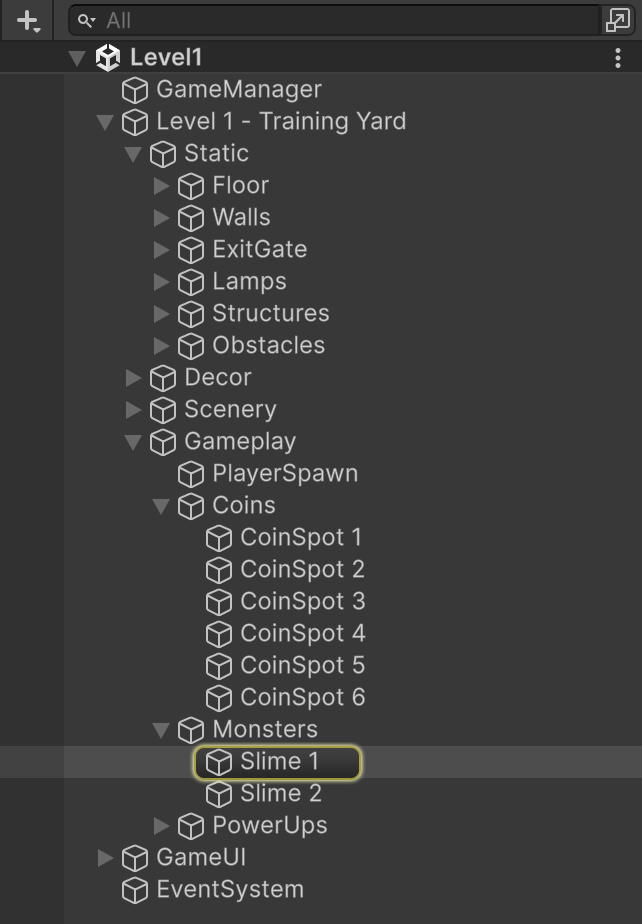 All
Level1
GameManager
Level 1 - Training Yard
Static
Floor
Walls
ExitGate
Lamps
Structures
Obstacles
Decor
Scenery
Gameplay
PlayerSpawn
Coins
CoinSpot 1
CoinSpot 2
CoinSpot 3
CoinSpot 4
CoinSpot 5
CoinSpot 6
Monsters
Slime 1
Slime 2
PowerUps
GameUI
EventSystem